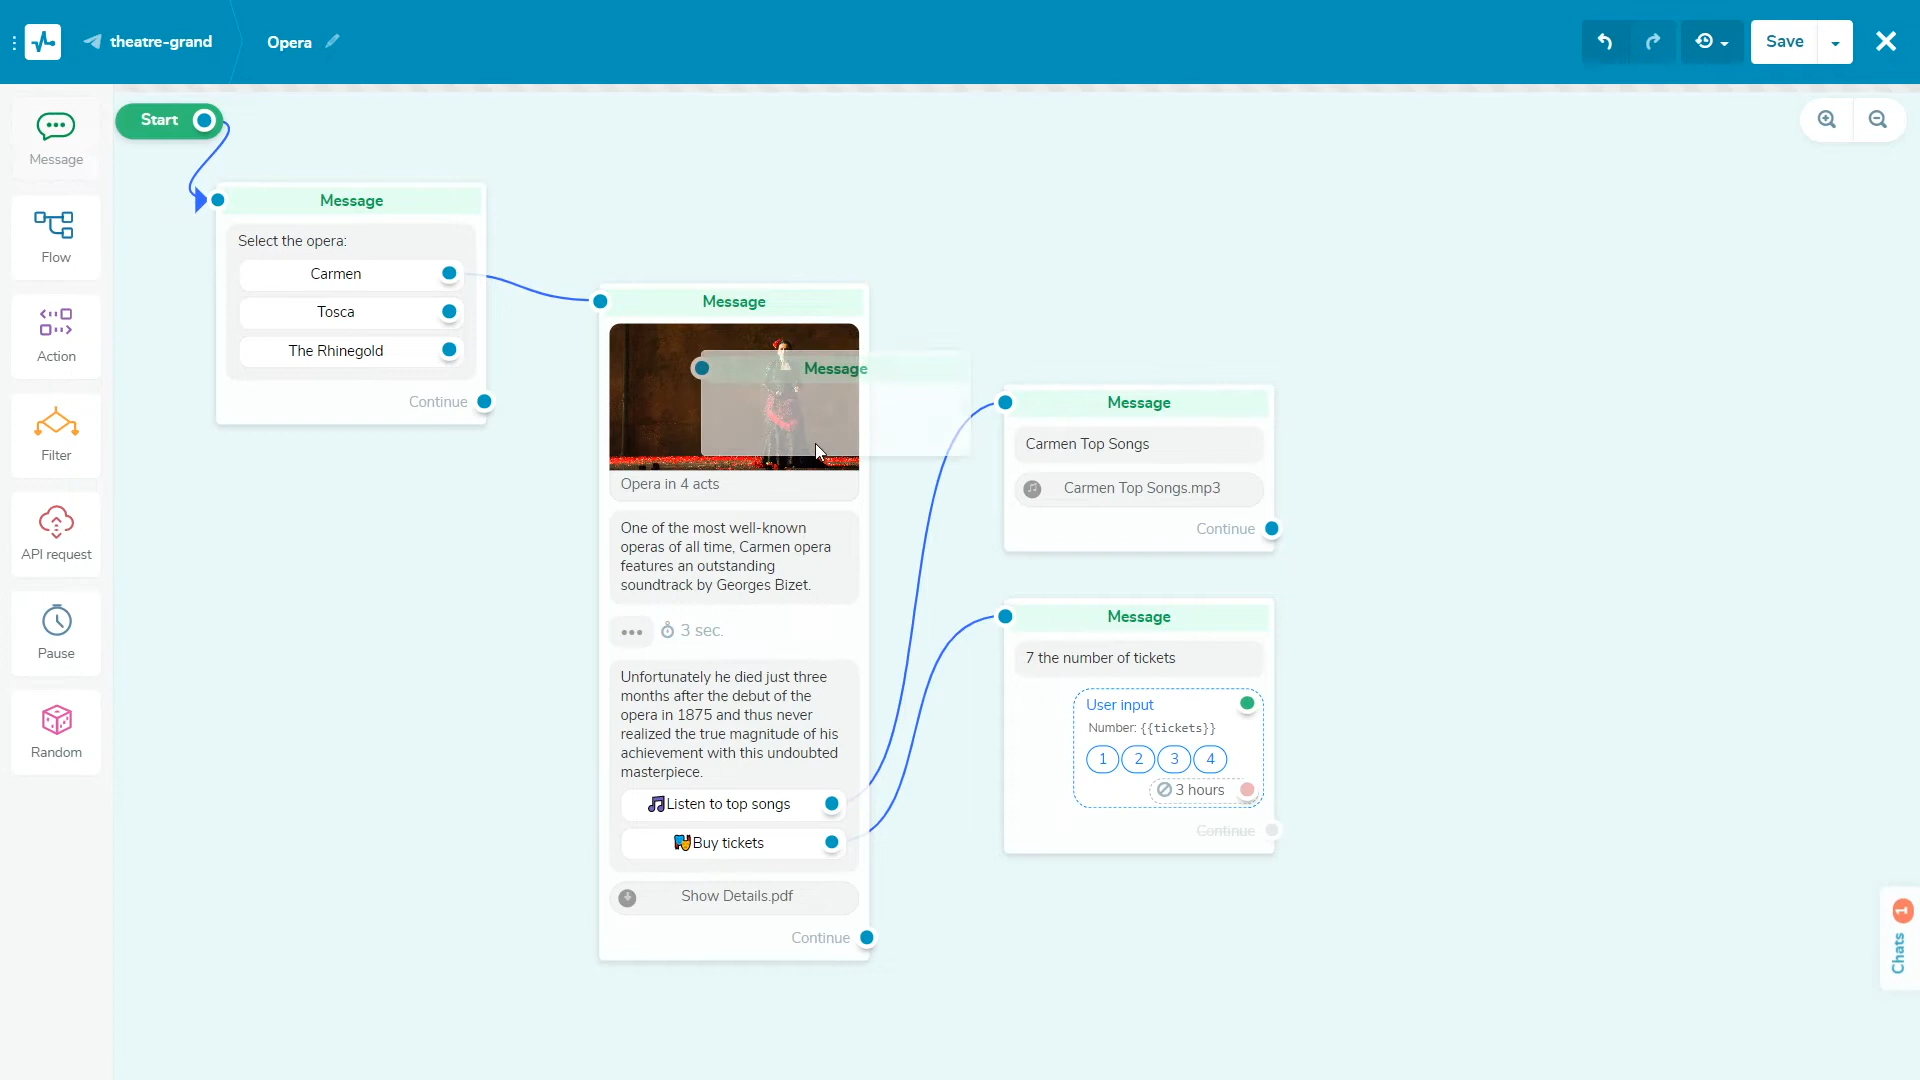 theatre-grand
Opera
Save
Message
Flow
Action
Filter
API request
Pause
Random
Start
Message
Select the opera:
Carmen
Tosca
The Rhinegold
Continue
Message
Message
Opera in 4 acts
One of the most well-known
operas of all time, Carmen opera
features an outstanding
soundtrack by Georges Bizet.
3 sec.
Unfortunately he died just three
months after the debut of the
opera in 1875 and thus never
realized the true magnitude of his
achievement with this undoubted
masterpiece.
Listen to top songs
Buy tickets
Show Details.pdf
Continue
Message
Carmen Top Songs
Carmen Top Songs.mp3
Continue
Message
7 the number of tickets
User input
Number: {{tickets}}
1 2 3 4
3 hours
Continue
Chats 1